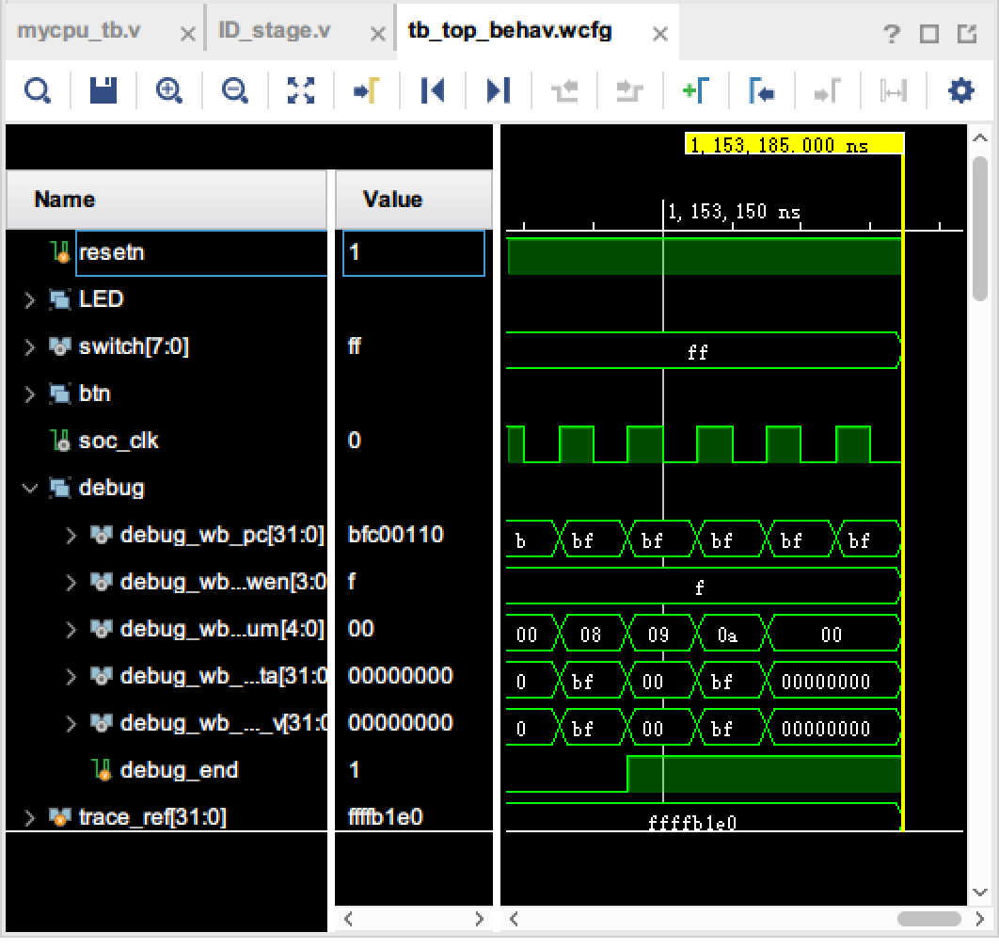 mycpu_tb.v × ID_stage.v × tb_top_behav.wcfg ×
1,153,185.000 ns
Name Value 1,153,150 ns
resetn 1
LED
switch[7:0] ff ff
btn
soc_clk 0
debug
debug_wb_pc[31:0] bfc00110 b bf bf bf bf bf
debug_wb...wen[3:0 f f
debug_wb...um[4:0] 00 00 08 09 0a 00
debug_wb_...ta[31:0 00000000 0 bf 00 bf 00000000
debug_wb_..._v[31:0 00000000 0 bf 00 bf 00000000
debug_end 1
trace_ref[31:0] ffffb1e0 ffffb1e0